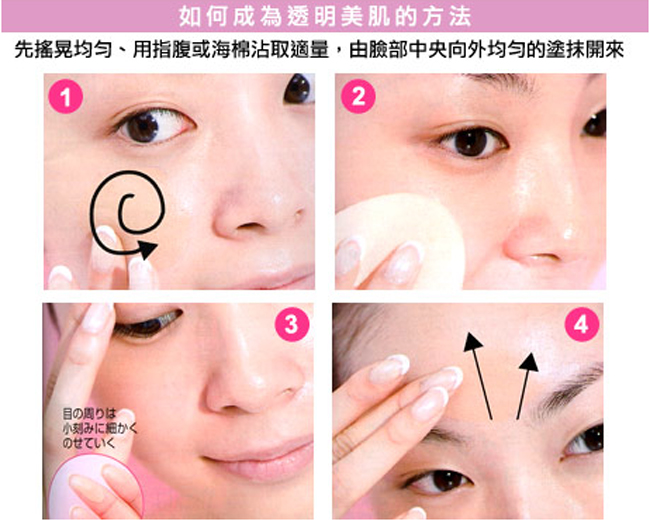 如何成為透明美肌的方法
先搖晃均勻、用指腹或海棉沾取適量，由臉部中央向外均勻的塗抹開來
1
2
3
目の周りは
小刻みに細かく
のせていく
4